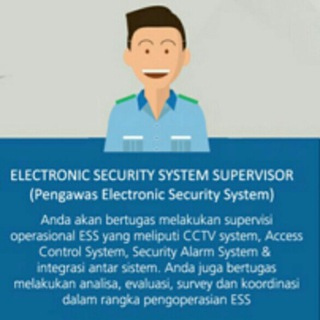 ELECTRONIC SECURITY SYSTEM SUPERVISOR
(Pengawas Electronic Security System)
Anda akan bertugas melakukan supervisi
operasional ESS yang meliputi CCTV system, Access
Control System, Security Alarm System &
integrasi antar sistem. Anda juga bertugas
melakukan analisa, evaluasi, survey dan koordinasi
dalam rangka pengoperasian ESS